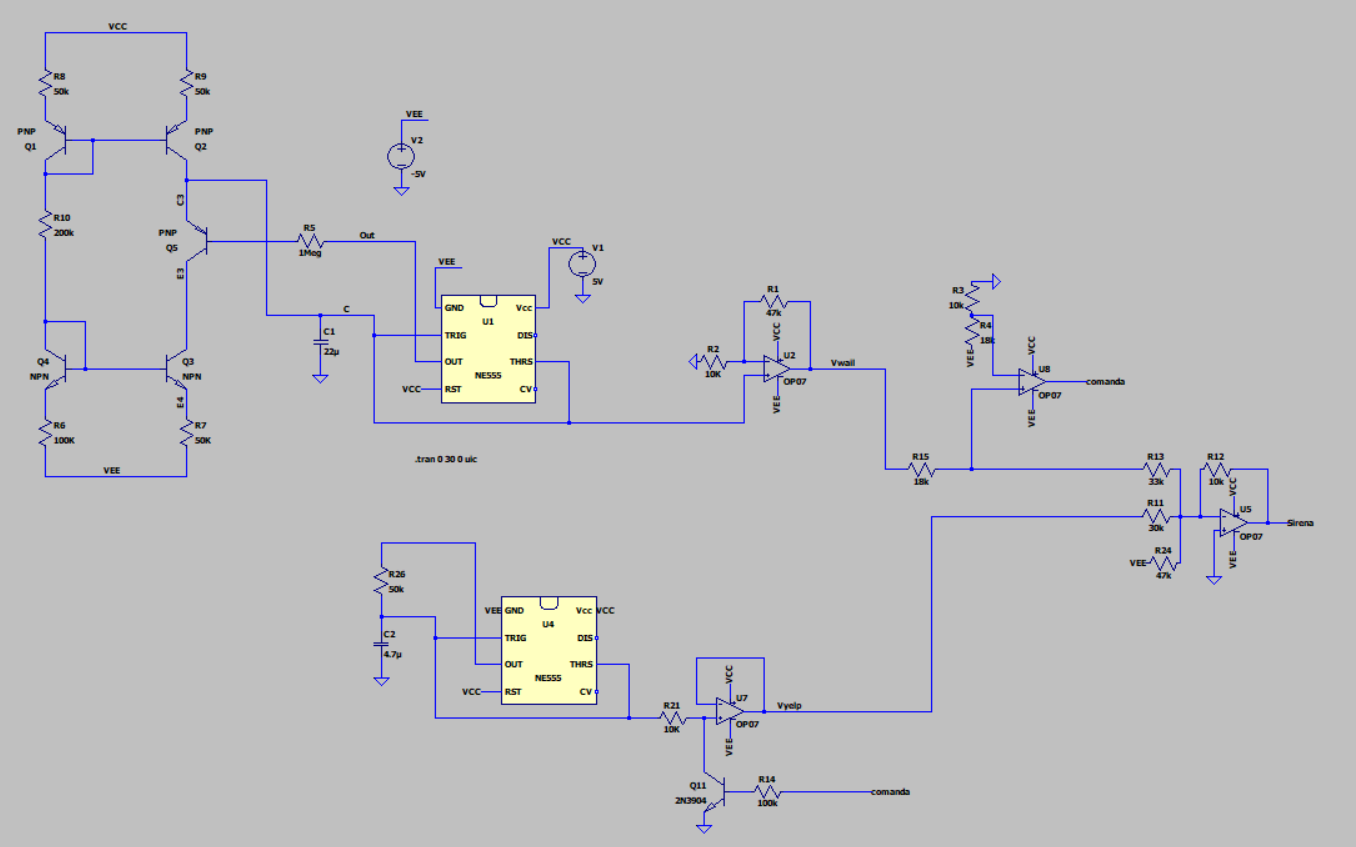 VCC
R8
50k
R9
50k
PNP
Q1
PNP
Q2
VEE
V2
-5V
C3
R10
200k
PNP
Q5
R5
1Meg
Out
E3
VEE
VCC
V1
5V
GND
Vcc
U1
TRIG
DIS
OUT
THRS
NE555
VCC
RST
CV
C
C1
22µ
Q4
NPN
Q3
NPN
E4
R6
100K
R7
50K
VEE
.tran 0 30 0 uic
R1
47k
VCC
R2
10K
U2
OP07
VEE
Vwail
R3
10k
R4
18k
VEE
VCC
U8
OP07
VEE
comanda
R15
18k
R13
33k
R12
10k
VCC
R11
30k
U5
OP07
VEE
Sirena
R24
VEE
47k
R26
50k
C2
4.7µ
VEE
GND
Vcc
VCC
U4
TRIG
DIS
OUT
THRS
NE555
VCC
RST
CV
R21
10K
VCC
U7
OP07
VEE
Vyelp
Q11
2N3904
R14
100k
comanda